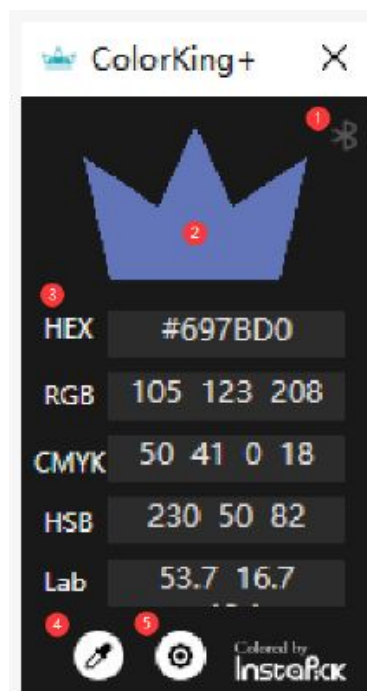 ColorKing+
1
2
3
HEX #697BD0
RGB 105 123 208
CMYK 50 41 0 18
HSB 230 50 82
Lab 53.7 16.7
4
5
Colored by
InstaPick